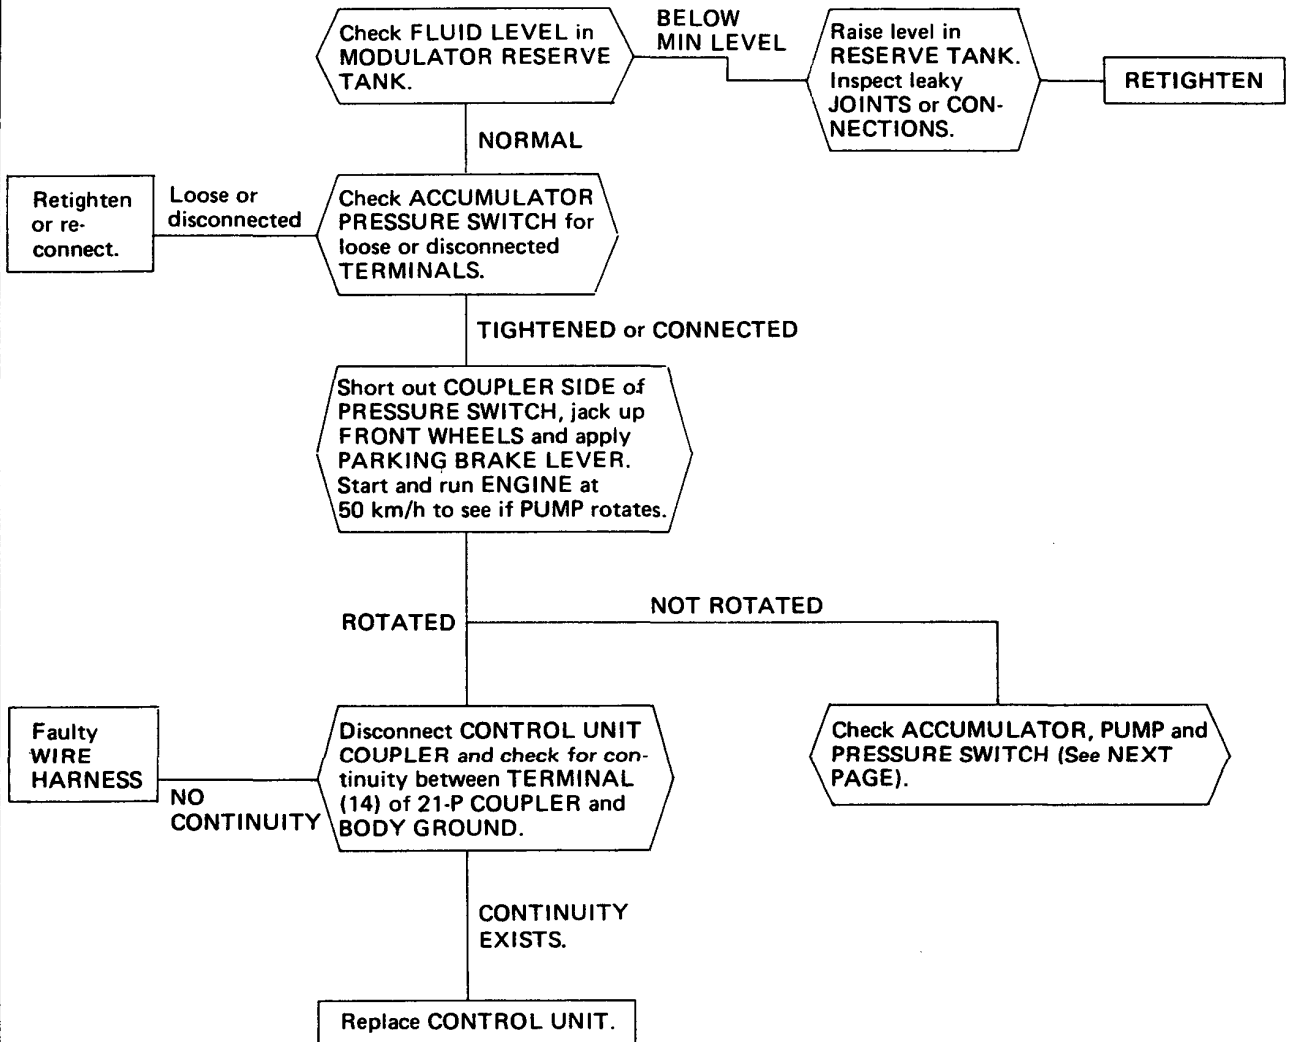 Check FLUID LEVEL in
MODULATOR RESERVE
TANK.
BELOW
MIN LEVEL
Raise level in
RESERVE TANK.
Inspect leaky
JOINTS or CON-
NECTIONS.
RETIGHTEN
NORMAL
Retighten
or re-
connect.
Loose or
disconnected
Check ACCUMULATOR
PRESSURE SWITCH for
loose or disconnected
TERMINALS.
TIGHTENED or CONNECTED
Short out COUPLER SIDE of
PRESSURE SWITCH, jack up
FRONT WHEELS and apply
PARKING BRAKE LEVER.
Start and run ENGINE at
50 km/h to see if PUMP rotates.
ROTATED
NOT ROTATED
Faulty
WIRE
HARNESS
NO
CONTINUITY
Disconnect CONTROL UNIT
COUPLER and check for con-
tinuity between TERMINAL
(14) of 21-P COUPLER and
BODY GROUND.
Check ACCUMULATOR, PUMP and
PRESSURE SWITCH (See NEXT
PAGE).
CONTINUITY
EXISTS.
Replace CONTROL UNIT.